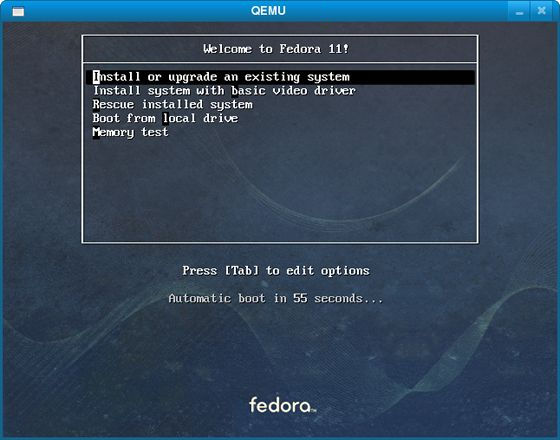 QEMU
Welcome to Fedora 11!
Install or upgrade an existing system
Install system with basic video driver
Rescue installed system
Boot from local drive
Memory test
Press [Tab] to edit options
Automatic boot in 55 seconds...
fedora™